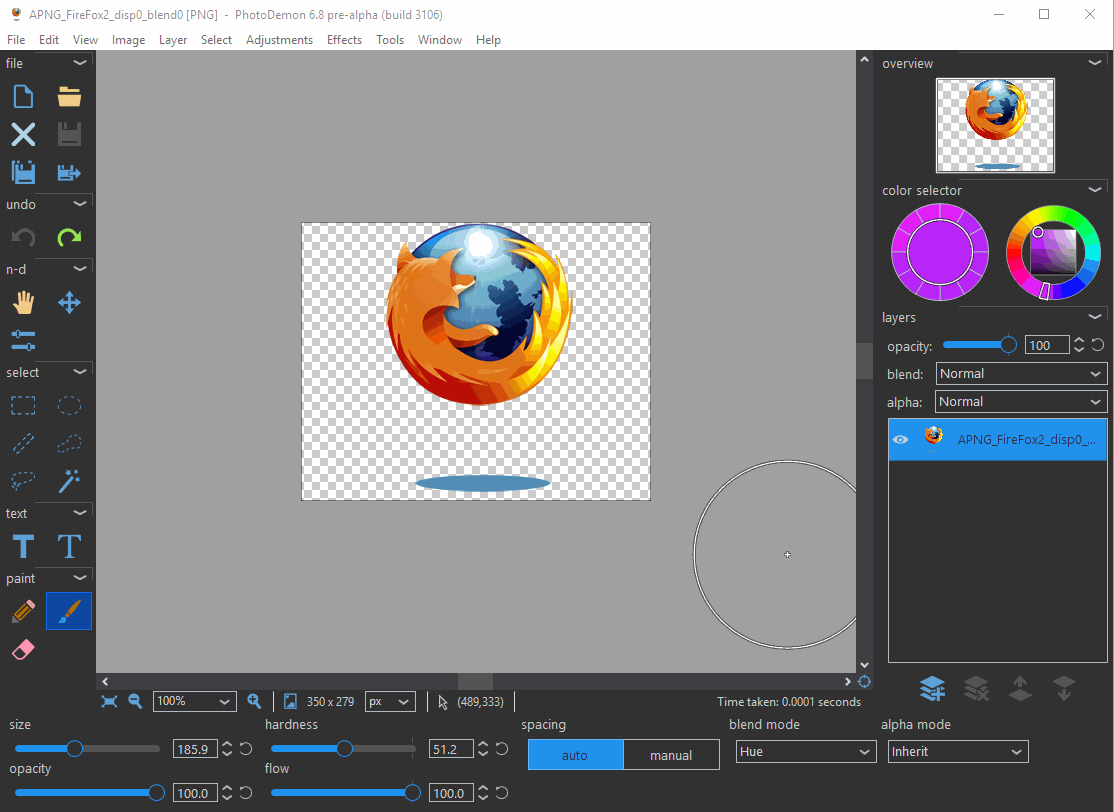 APNG_FireFox2_disp0_blend0 [PNG] - PhotoDemon 6.8 pre-alpha (build 3106)
File Edit View Image Layer Select Adjustments Effects Tools Window Help
file
undo
n-d
select
text
T T
paint
overview
color selector
layers
opacity: 100
blend: Normal
alpha: Normal
APNG_FireFox2_disp0_...
100% 350 x 279 px (489,333) Time taken: 0.0001 seconds
size hardness spacing blend mode alpha mode
185.9 51.2 auto manual Hue Inherit
opacity flow
100.0 100.0